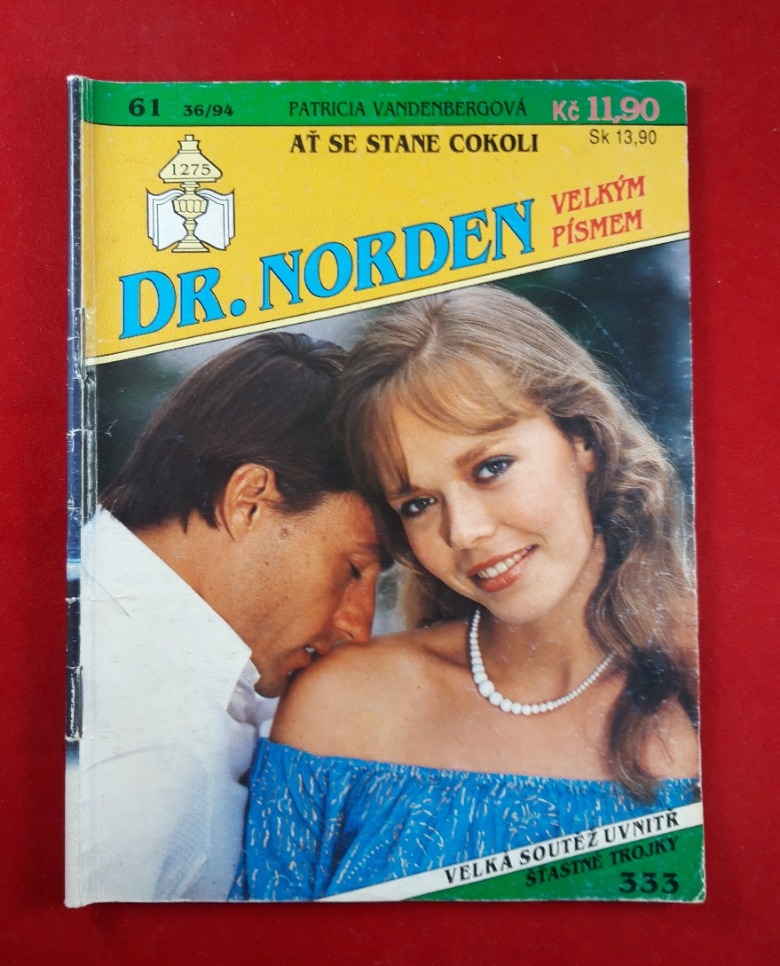 61 36/94 PATRICIA VANDENBERGOVÁ Kč 11,90
Sk 13,90
AŤ SE STANE COKOLI
1275
DR. NORDEN
VELKÝM
PÍSMEM
VELKÁ SOUTĚŽ UVNITŘ
ŠŤASTNÉ TROJKY
333